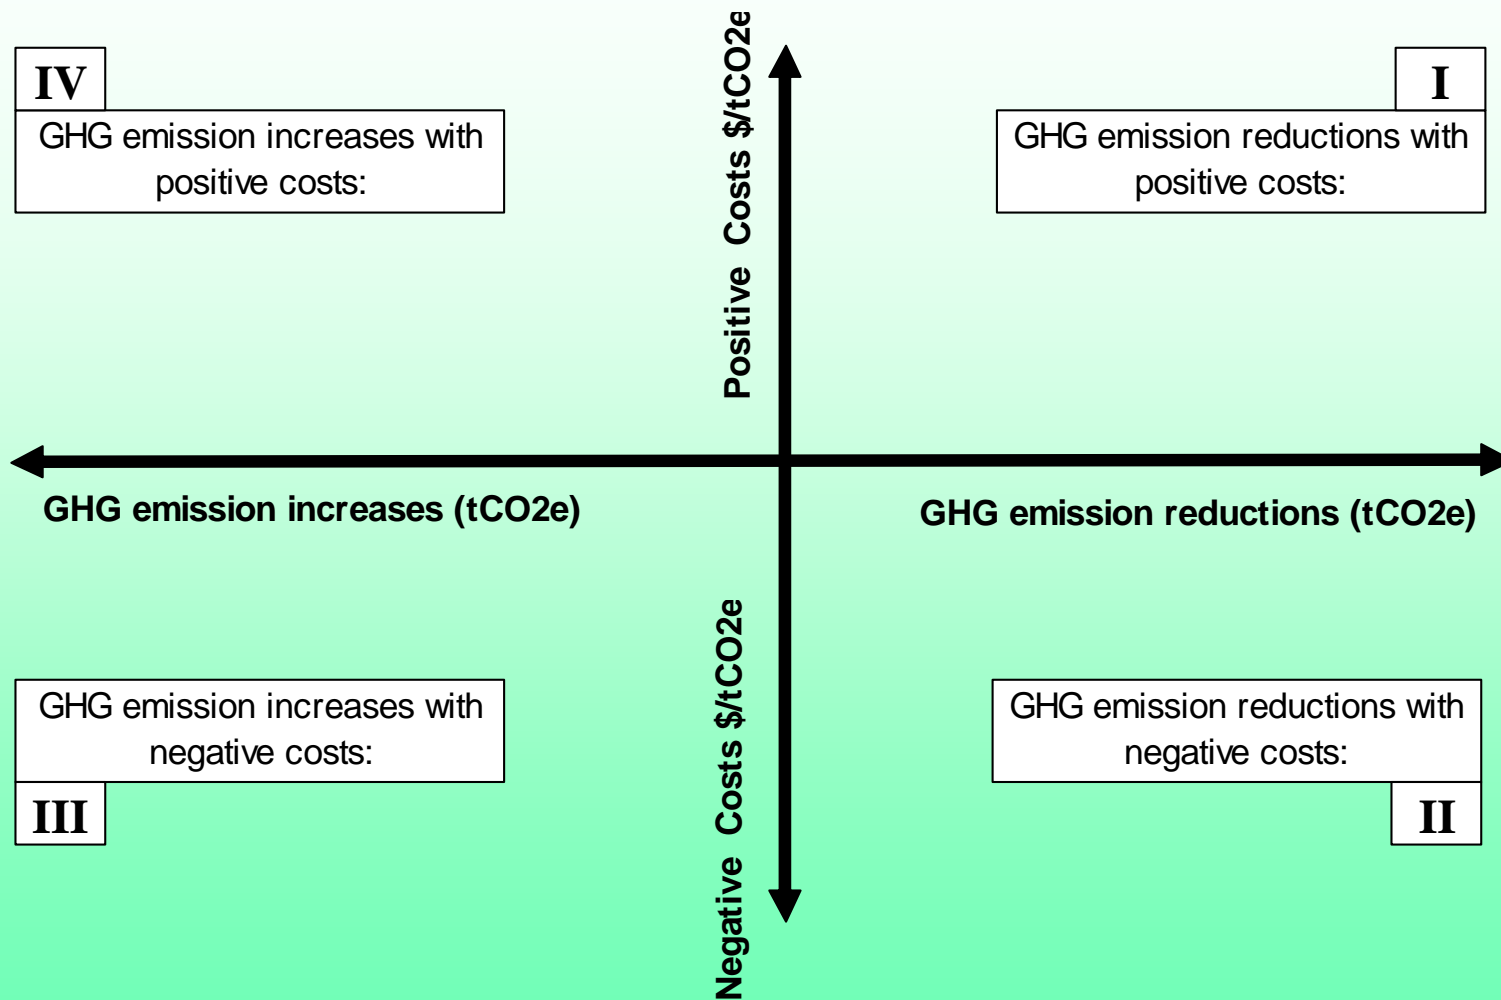 IV
GHG emission increases with
positive costs:
Positive Costs $/tCO2e
I
GHG emission reductions with
positive costs:
GHG emission increases (tCO2e)
GHG emission reductions (tCO2e)
GHG emission increases with
negative costs:
III
Negative Costs $/tCO2e
GHG emission reductions with
negative costs:
II